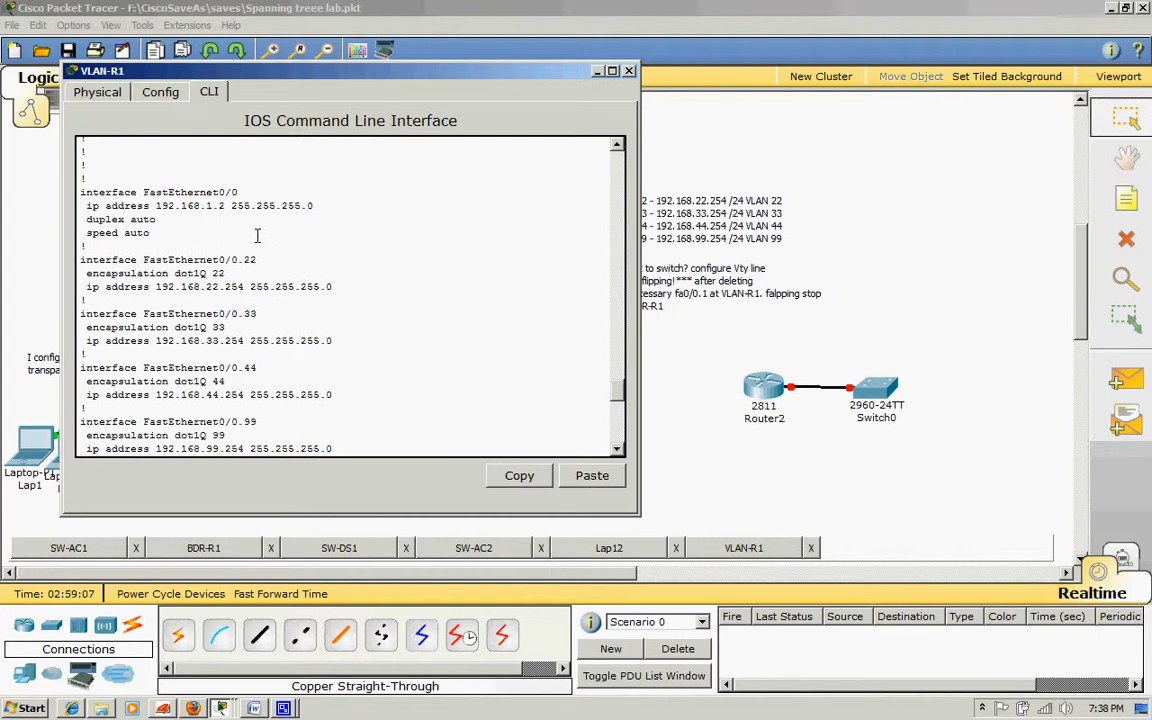 Cisco Packet Tracer - F:\CiscoSaveAs\saves\Spanning treee lab.pkt
File Edit Options View Tools Extensions Help
Logic
New Cluster Move Object Set Tiled Background Viewport
VLAN-R1
Physical Config CLI
IOS Command Line Interface
!
!
!
!
interface FastEthernet0/0
ip address 192.168.1.2 255.255.255.0
duplex auto
speed auto
!
interface FastEthernet0/0.22
encapsulation dot1Q 22
ip address 192.168.22.254 255.255.255.0
!
interface FastEthernet0/0.33
encapsulation dot1Q 33
ip address 192.168.33.254 255.255.255.0
!
interface FastEthernet0/0.44
encapsulation dot1Q 44
ip address 192.168.44.254 255.255.255.0
!
interface FastEthernet0/0.99
encapsulation dot1Q 99
ip address 192.168.99.254 255.255.255.0
Copy Paste
2 - 192.168.22.254 /24 VLAN 22
3 - 192.168.33.254 /24 VLAN 33
4 - 192.168.44.254 /24 VLAN 44
9 - 192.168.99.254 /24 VLAN 99
t to switch? configure Vty line
flipping!*** after deleting
cessary fa0/0.1 at VLAN-R1. falpping stop
R-R1
I config
transpa
Laptop-P
Lap1
2811
Router2
2960-24TT
Switch0
SW-AC1 X BDR-R1 X SW-DS1 X SW-AC2 X Lap12 X VLAN-R1 X
Time: 02:59:07 Power Cycle Devices Fast Forward Time Realtime
Connections
Copper Straight-Through
Scenario 0
New Delete
Toggle PDU List Window
Fire Last Status Source Destination Type Color Time (sec) Periodic
Start
7:38 PM